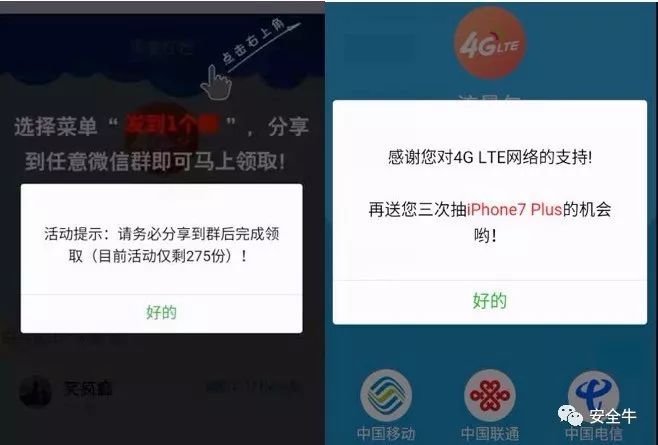 点击右上角
选择菜单“发到1个群”，分享
到任意微信群即可马上领取!
活动提示：请务必分享到群后完成领
取（目前活动仅剩275份）！
好的
4G LTE
感谢您对4G LTE网络的支持!
再送您三次抽iPhone7 Plus的机会
哟!
好的
中国移动
中国联通
中国电信
安全牛